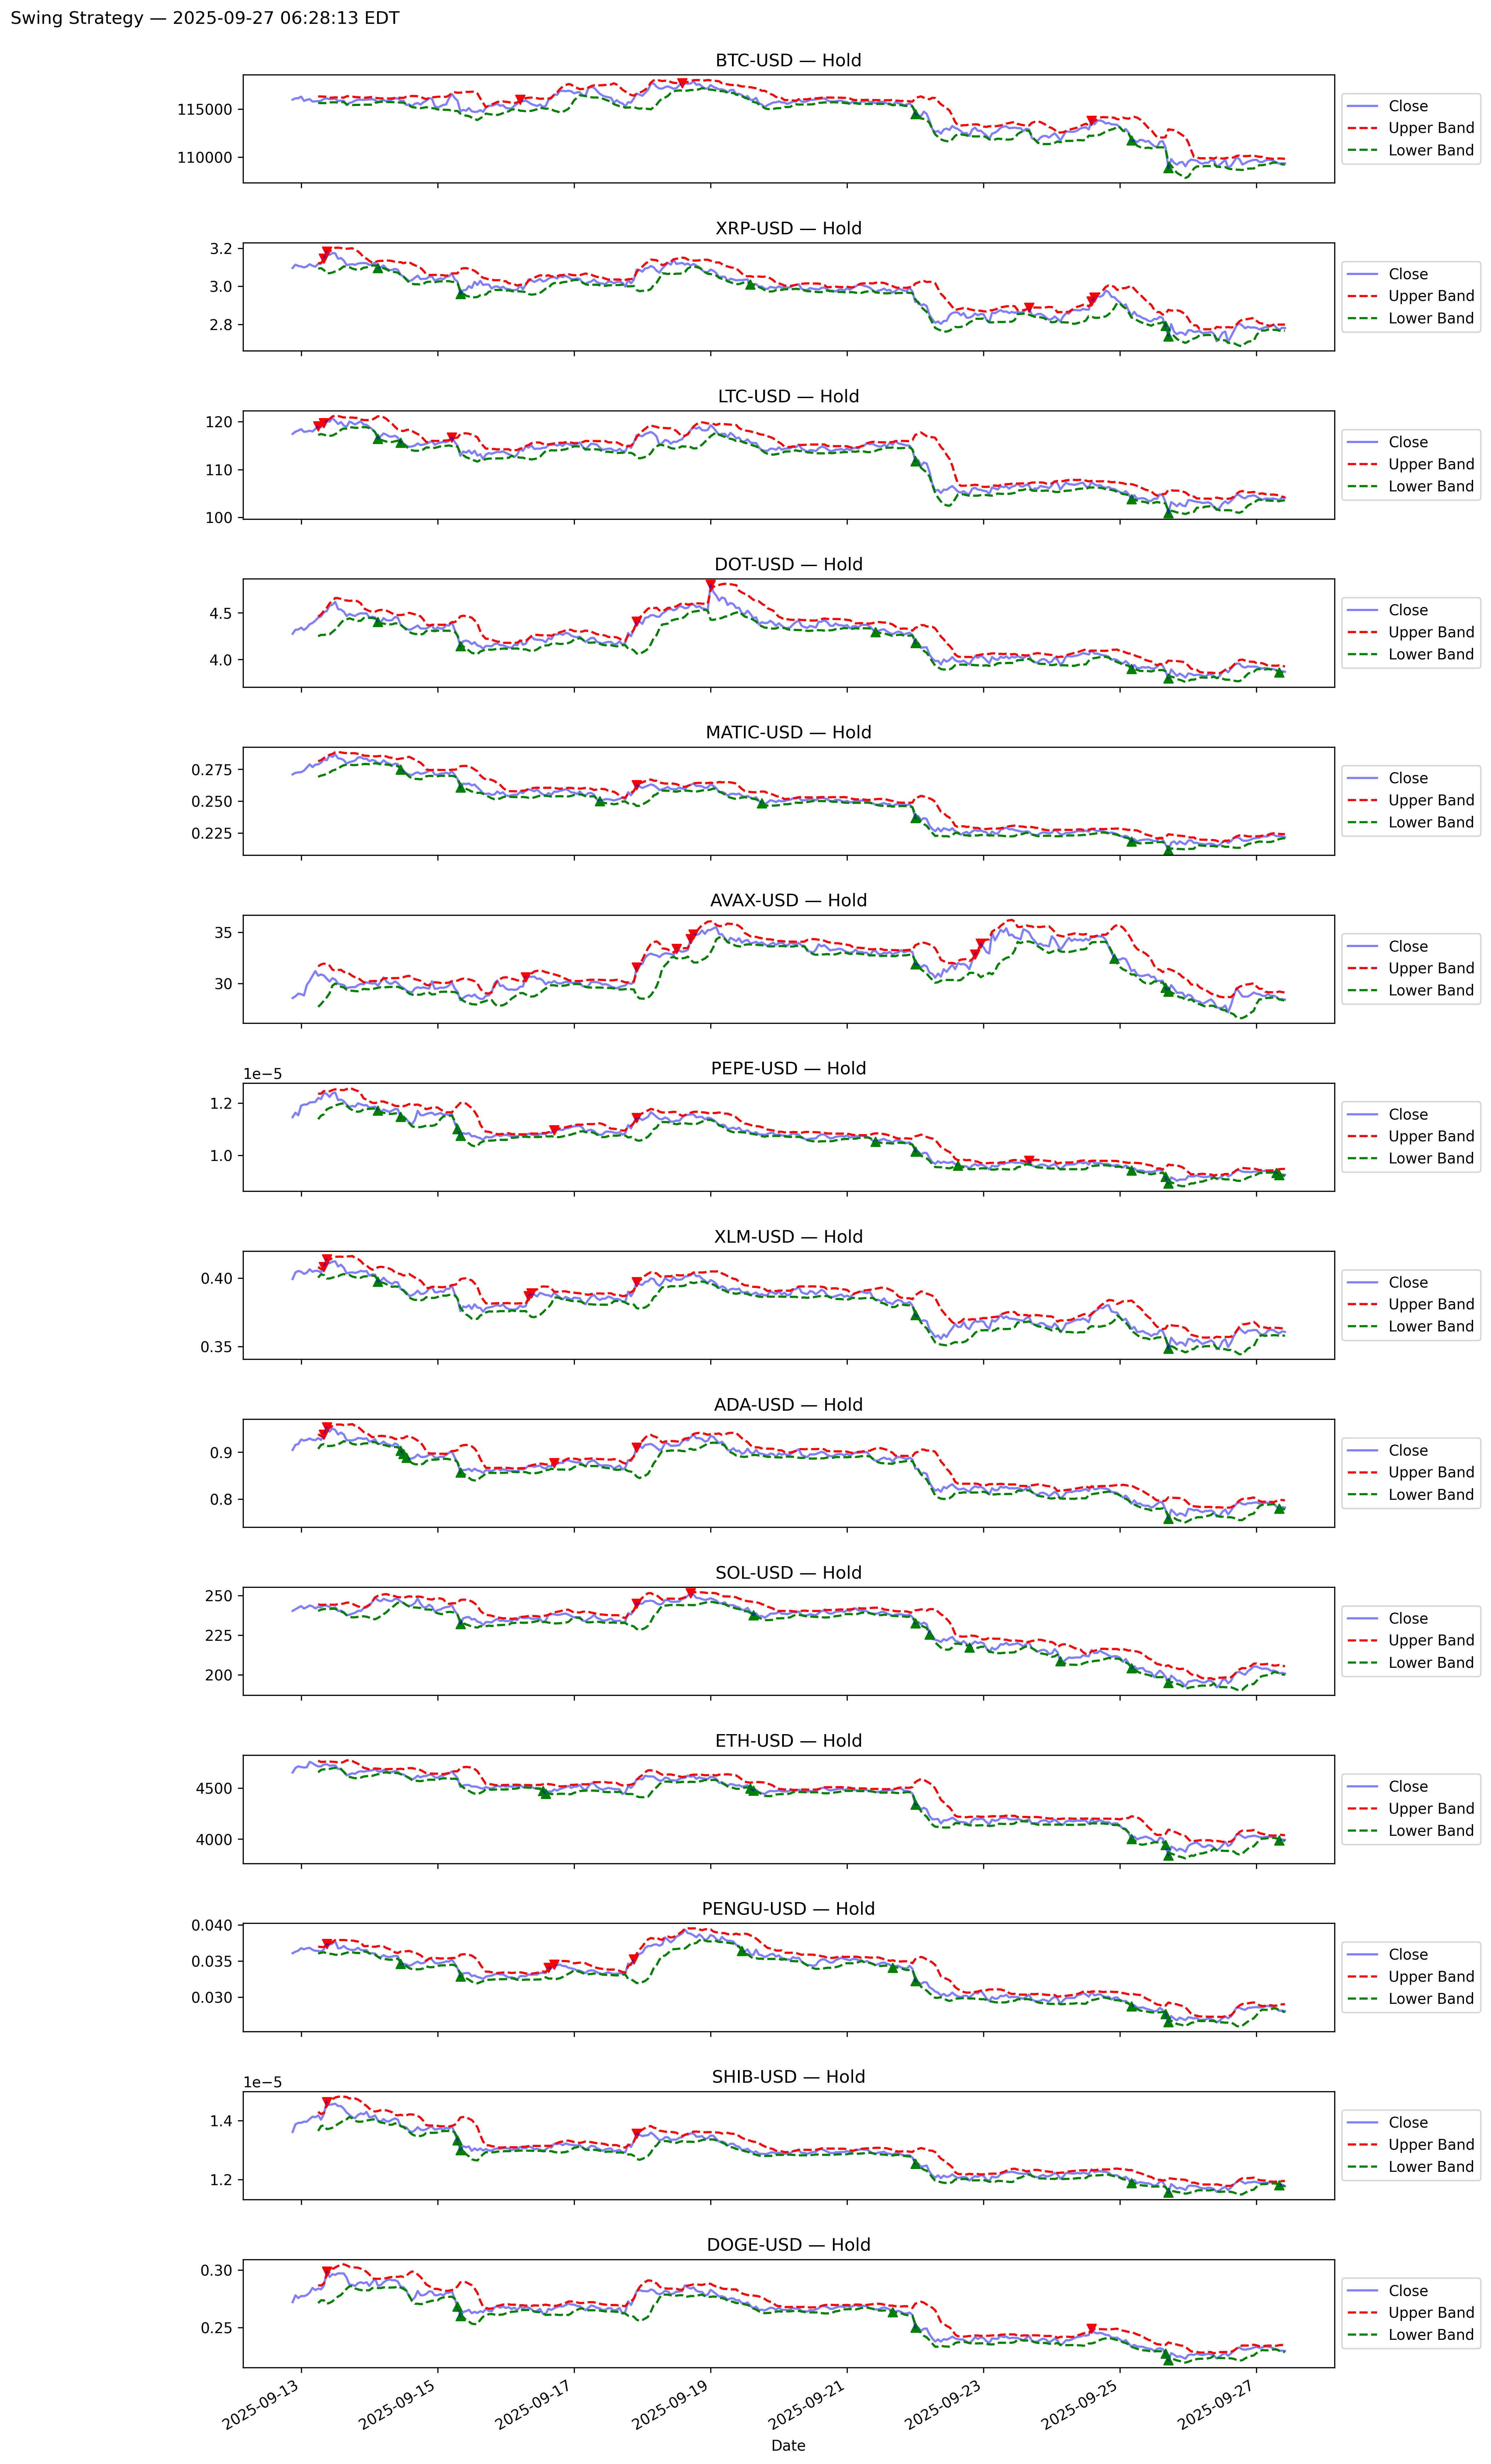 Swing Strategy — 2025-09-27 06:28:13 EDT
BTC-USD — Hold
115000
110000
Close
Upper Band
Lower Band
XRP-USD — Hold
3.2
3.0
2.8
Close
Upper Band
Lower Band
LTC-USD — Hold
120
110
100
Close
Upper Band
Lower Band
DOT-USD — Hold
4.5
4.0
Close
Upper Band
Lower Band
MATIC-USD — Hold
0.275
0.250
0.225
Close
Upper Band
Lower Band
AVAX-USD — Hold
35
30
Close
Upper Band
Lower Band
PEPE-USD — Hold
1e−5
1.2
1.0
Close
Upper Band
Lower Band
XLM-USD — Hold
0.40
0.35
Close
Upper Band
Lower Band
ADA-USD — Hold
0.9
0.8
Close
Upper Band
Lower Band
SOL-USD — Hold
250
225
200
Close
Upper Band
Lower Band
ETH-USD — Hold
4500
4000
Close
Upper Band
Lower Band
PENGU-USD — Hold
0.040
0.035
0.030
Close
Upper Band
Lower Band
SHIB-USD — Hold
1e−5
1.4
1.2
Close
Upper Band
Lower Band
DOGE-USD — Hold
0.30
0.25
Close
Upper Band
Lower Band
2025-09-13
2025-09-15
2025-09-17
2025-09-19
2025-09-21
2025-09-23
2025-09-25
2025-09-27
Date